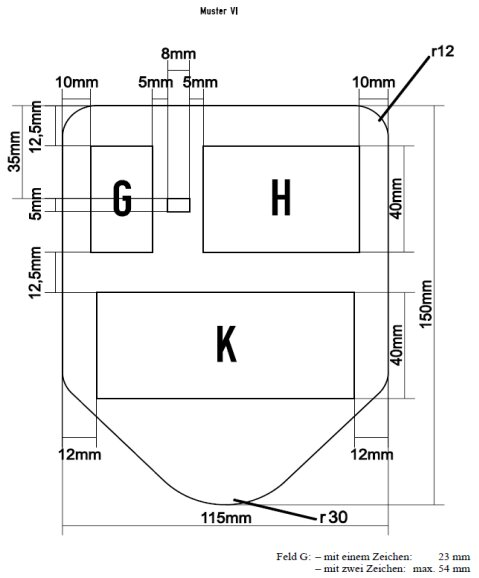 Muster VI
8mm
r12
10mm
5mm
5mm
10mm
12,5mm
35mm
G
H
40mm
5mm
12,5mm
150mm
K
40mm
12mm
12mm
115mm
r30
Feld G: – mit einem Zeichen: 23 mm
– mit zwei Zeichen: max. 54 mm